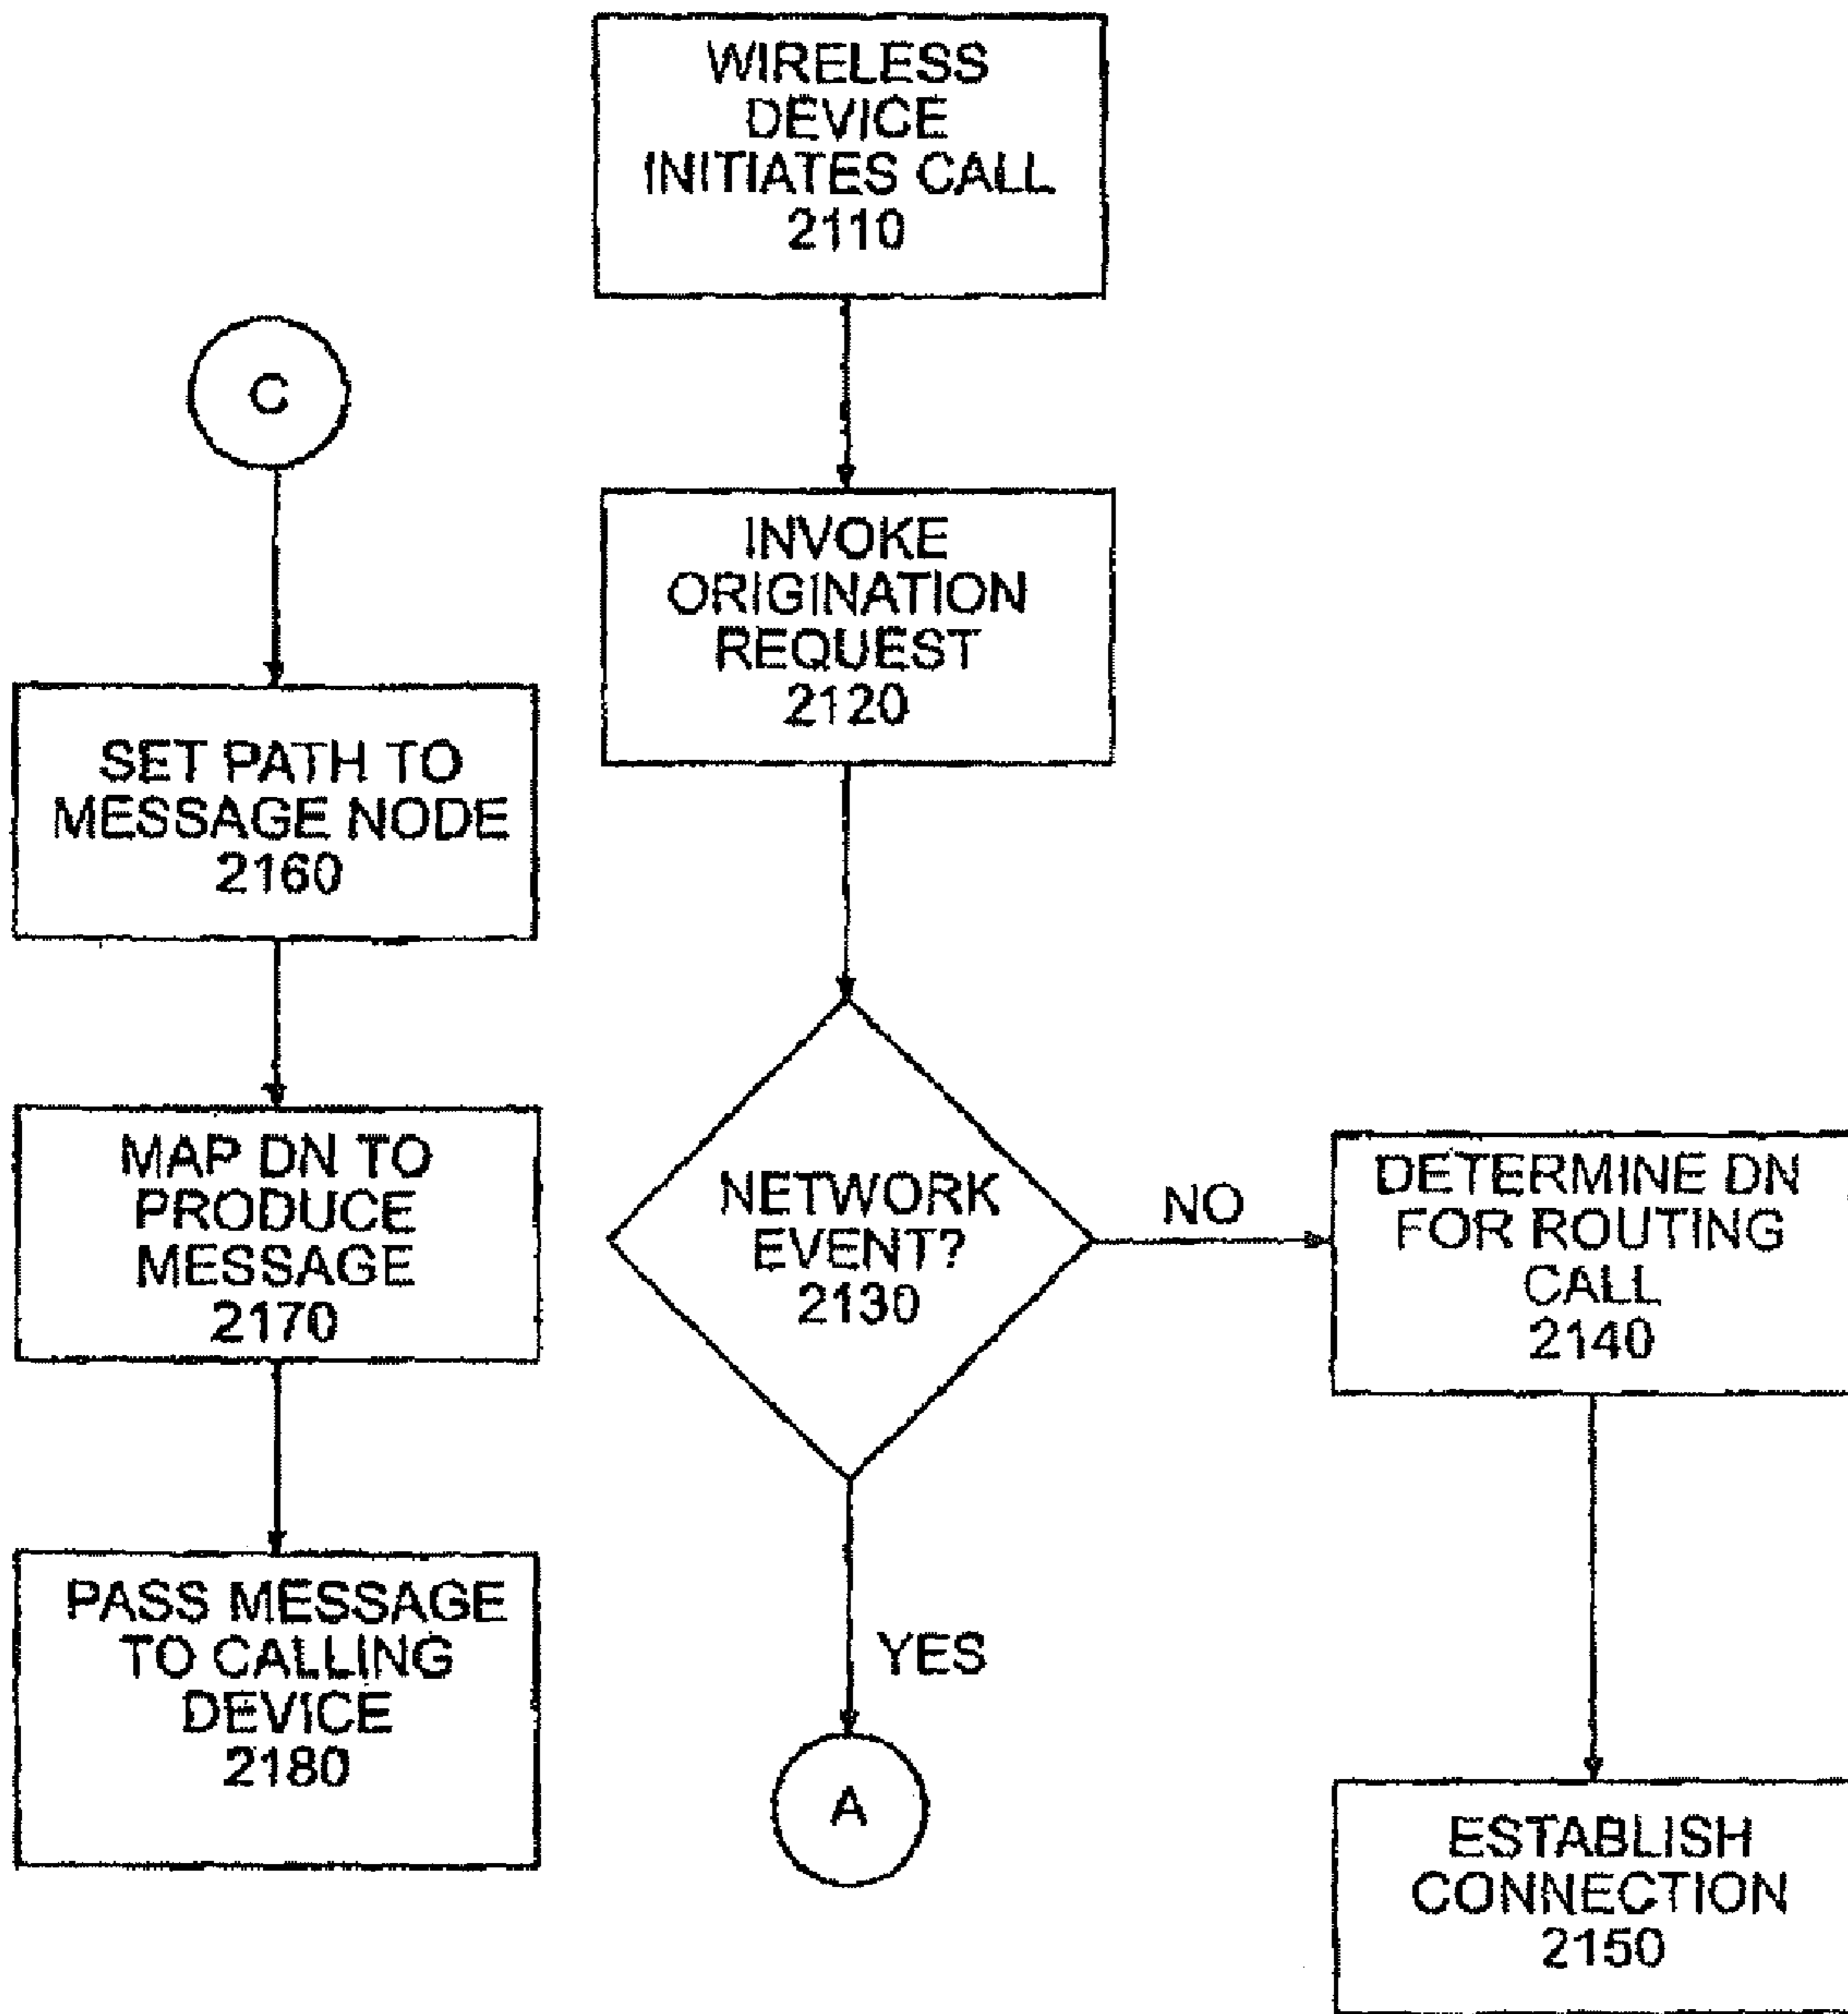 WIRELESS
DEVICE
INITIATES CALL
2110
C
INVOKE
ORIGINATION
REQUEST
2120
SET PATH TO
MESSAGE NODE
2160
NETWORK
EVENT?
2130
NO
DETERMINE DN
FOR ROUTING
CALL
2140
MAP DN TO
PRODUCE
MESSAGE
2170
PASS MESSAGE
TO CALLING
DEVICE
2180
YES
A
ESTABLISH
CONNECTION
2150